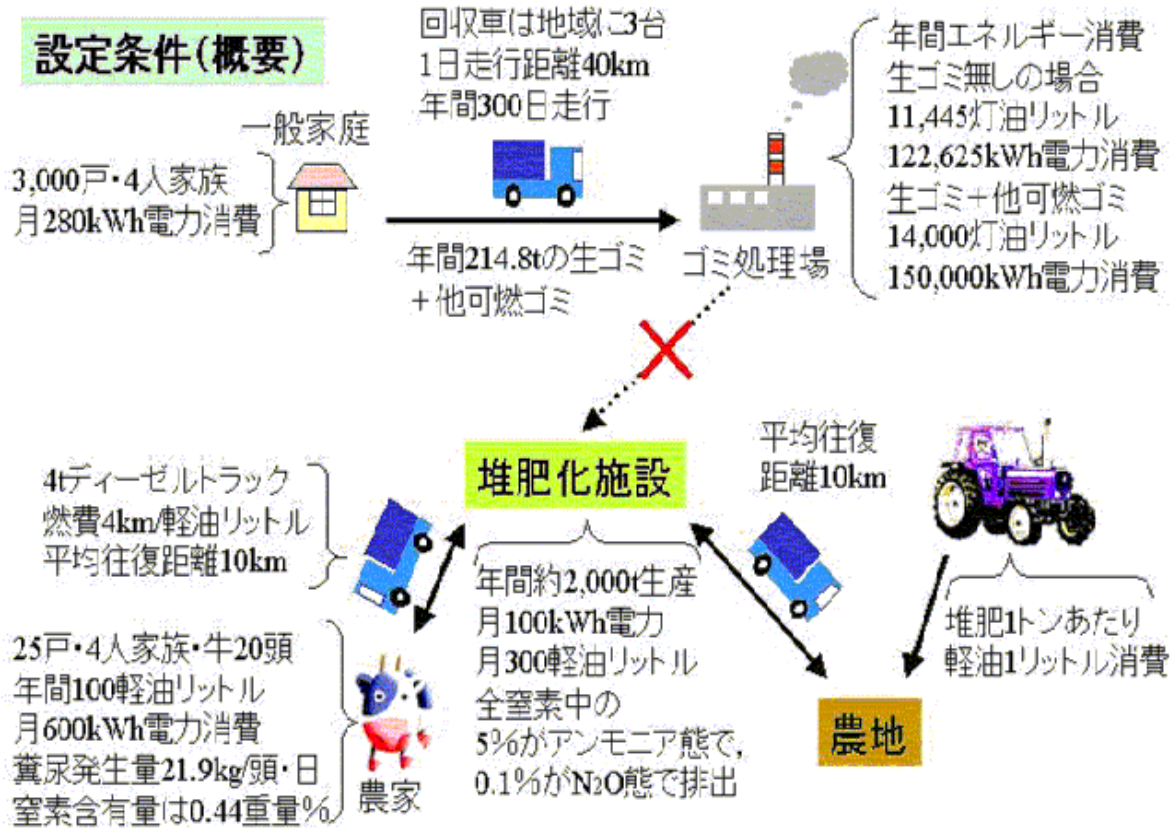 設定条件(概要)
回収車は地域に3台
1日走行距離40km
年間300日走行
一般家庭
3,000戸・4人家族
月280kWh電力消費
年間214.8tの生ゴミ
+他可燃ゴミ
ゴミ処理場
年間エネルギー消費
生ゴミ無しの場合
11,445灯油リットル
122,625kWh電力消費
生ゴミ+他可燃ゴミ
14,000灯油リットル
150,000kWh電力消費
4tディーゼルトラック
燃費4km/軽油リットル
平均往復距離10km
堆肥化施設
平均往復
距離10km
年間約2,000t生産
月100kWh電力
月300軽油リットル
全窒素中の
5%がアンモニア態で,
0.1%がN2O態で排出
堆肥1トンあたり
軽油1リットル消費
25戸・4人家族・牛20頭
年間100軽油リットル
月600kWh電力消費
糞尿発生量21.9kg/頭・日
窒素含有量は0.44重量%
農家
農地